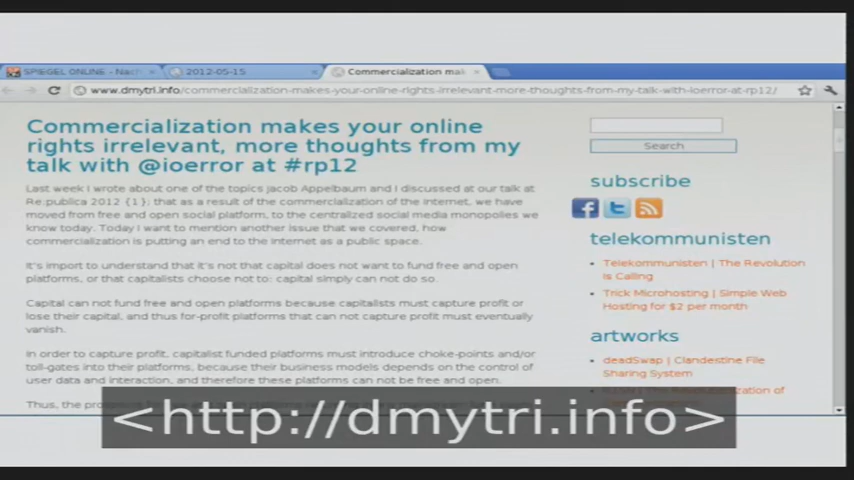 SPIEGEL ONLINE - Nach
2012-05-15
Commercialization mak
www.dmytri.info/commercialization-makes-your-online-rights-irrelevant-more-thoughts-from-my-talk-with-ioerror-at-rp12/
Commercialization makes your online
rights irrelevant, more thoughts from my
talk with @ioerror at #rp12
Last week I wrote about one of the topics Jacob Appelbaum and I discussed at our talk at
Re:publica 2012 {1}; that as a result of the commercialization of the Internet, we have
moved from free and open social platform, to the centralized social media monopolies we
know today. Today I want to mention another issue that we covered, how
commercialization is putting an end to the Internet as a public space.
It's import to understand that it's not that capital does not want to fund free and open
platforms, or that capitalists choose not to: capital simply can not do so.
Capital can not fund free and open platforms because capitalists must capture profit or
lose their capital, and thus for-profit platforms that can not capture profit must eventually
vanish.
In order to capture profit, capitalist funded platforms must introduce choke-points and/or
toll-gates into their platforms, because their business models depends on the control of
user data and interaction, and therefore these platforms can not be free and open.
Thus, the
Search
subscribe
telekommunisten
Telekommunisten | The Revolution
is Calling
Trick Microhosting | Simple Web
Hosting for $2 per month
artworks
deadSwap | Clandestine File
Sharing System
of
<http://dmytri.info>